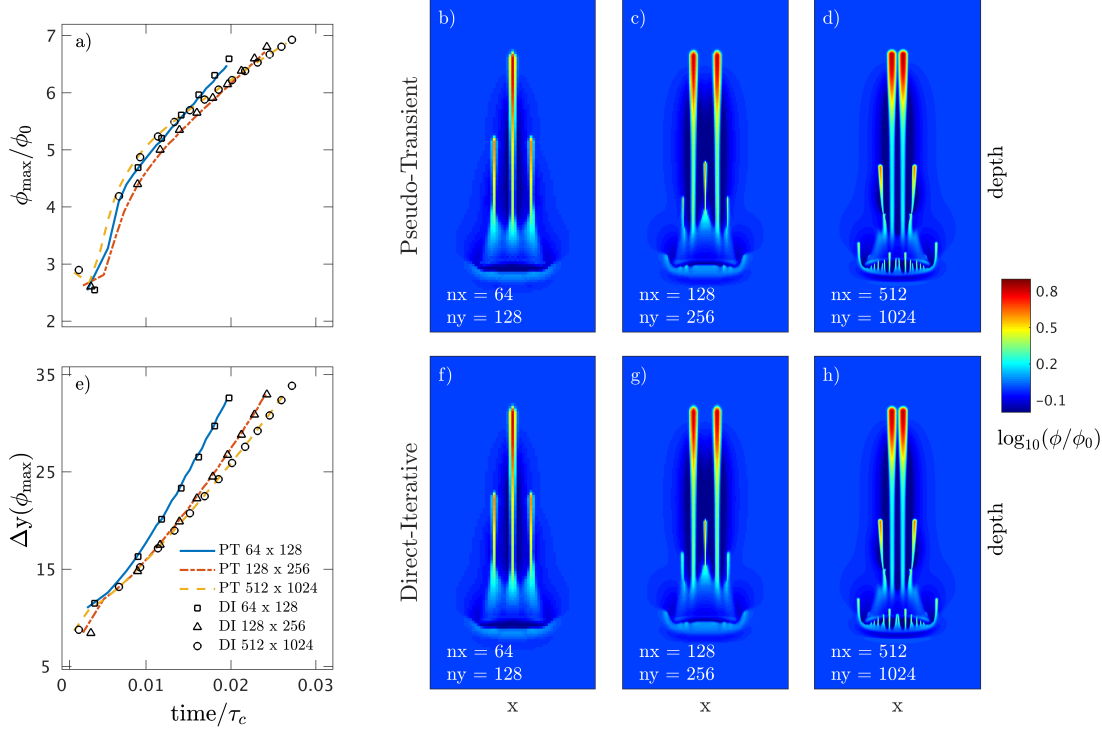 a)
7
6
5
4
3
2
ϕmax/ϕ0
b)
nx = 64
ny = 128
c)
nx = 128
ny = 256
d)
nx = 512
ny = 1024
Pseudo-Transient
depth
e)
35
25
15
5
Δy(ϕmax)
PT 64 x 128
PT 128 x 256
PT 512 x 1024
DI 64 x 128
DI 128 x 256
DI 512 x 1024
0
0.01
0.02
0.03
time/τc
f)
nx = 64
ny = 128
g)
nx = 128
ny = 256
h)
nx = 512
ny = 1024
Direct-Iterative
depth
x
x
x
0.8
0.5
0.2
-0.1
log10(ϕ/ϕ0)